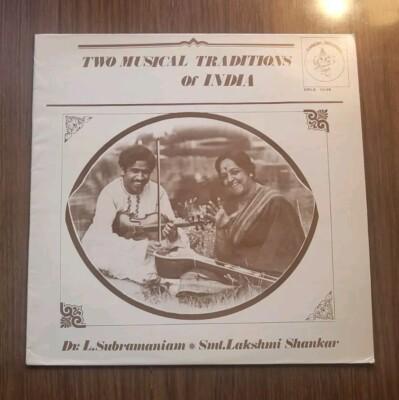 TWO MUSICAL TRADITIONS
OF INDIA
Dr. L.Subramaniam Smt.Lakshmi Shankar